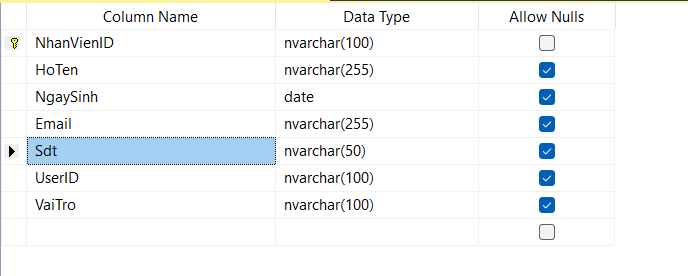 Column Name Data Type Allow Nulls
NhanVienID nvarchar(100)
HoTen nvarchar(255)
NgaySinh date
Email nvarchar(255)
Sdt nvarchar(50)
UserID nvarchar(100)
VaiTro nvarchar(100)